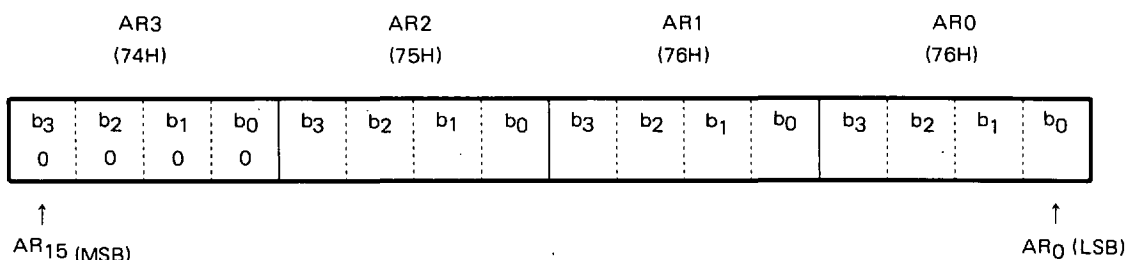 AR3 AR2 AR1 AR0
(74H) (75H) (76H) (76H)
b3 b2 b1 b0 b3 b2 b1 b0 b3 b2 b1 b0 b3 b2 b1 b0
0 0 0 0
↑ ↑
AR15 (MSB) AR0 (LSB)